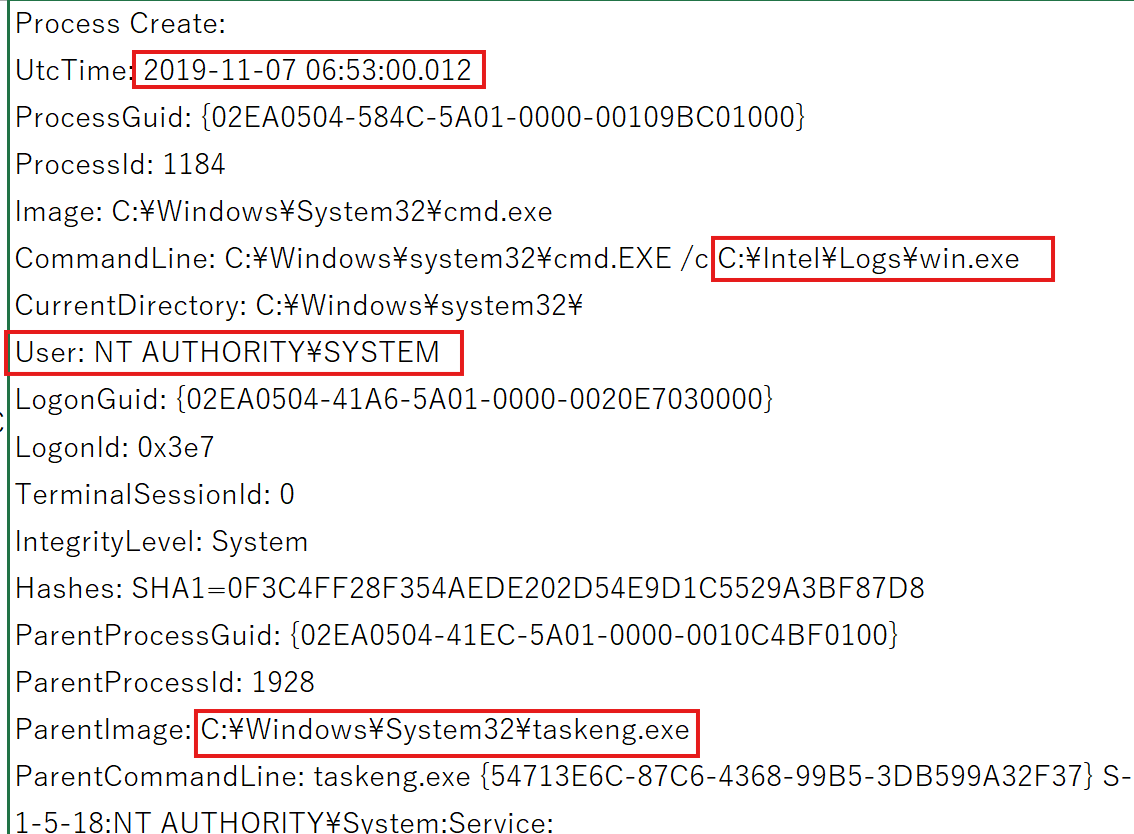 Process Create:
UtcTime: 2019-11-07 06:53:00.012
ProcessGuid: {02EA0504-584C-5A01-0000-00109BC01000}
ProcessId: 1184
Image: C:¥Windows¥System32¥cmd.exe
CommandLine: C:¥Windows¥system32¥cmd.EXE /c C:¥Intel¥Logs¥win.exe
CurrentDirectory: C:¥Windows¥system32¥
User: NT AUTHORITY¥SYSTEM
LogonGuid: {02EA0504-41A6-5A01-0000-0020E7030000}
LogonId: 0x3e7
TerminalSessionId: 0
IntegrityLevel: System
Hashes: SHA1=0F3C4FF28F354AEDE202D54E9D1C5529A3BF87D8
ParentProcessGuid: {02EA0504-41EC-5A01-0000-0010C4BF0100}
ParentProcessId: 1928
ParentImage: C:¥Windows¥System32¥taskeng.exe
ParentCommandLine: taskeng.exe {54713E6C-87C6-4368-99B5-3DB599A32F37} S-
1-5-18:NT AUTHORITY¥System:Service: